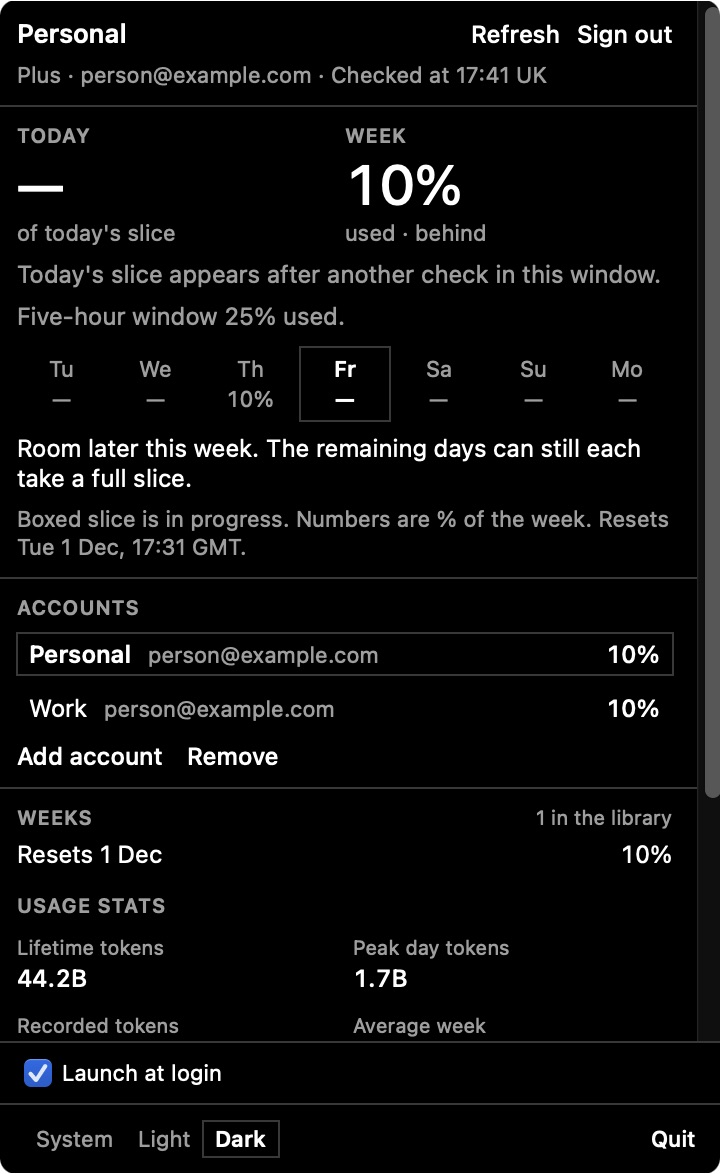 Personal Refresh Sign out
Plus · person@example.com · Checked at 17:41 UK
TODAY WEEK
— 10%
of today's slice used · behind
Today's slice appears after another check in this window.
Five-hour window 25% used.
Tu We Th Fr Sa Su Mo
— — 10% — — — —
Room later this week. The remaining days can still each
take a full slice.
Boxed slice is in progress. Numbers are % of the week. Resets
Tue 1 Dec, 17:31 GMT.
ACCOUNTS
Personal person@example.com 10%
Work person@example.com 10%
Add account Remove
WEEKS 1 in the library
Resets 1 Dec 10%
USAGE STATS
Lifetime tokens Peak day tokens
44.2B 1.7B
Recorded tokens Average week
Launch at login
System Light Dark Quit